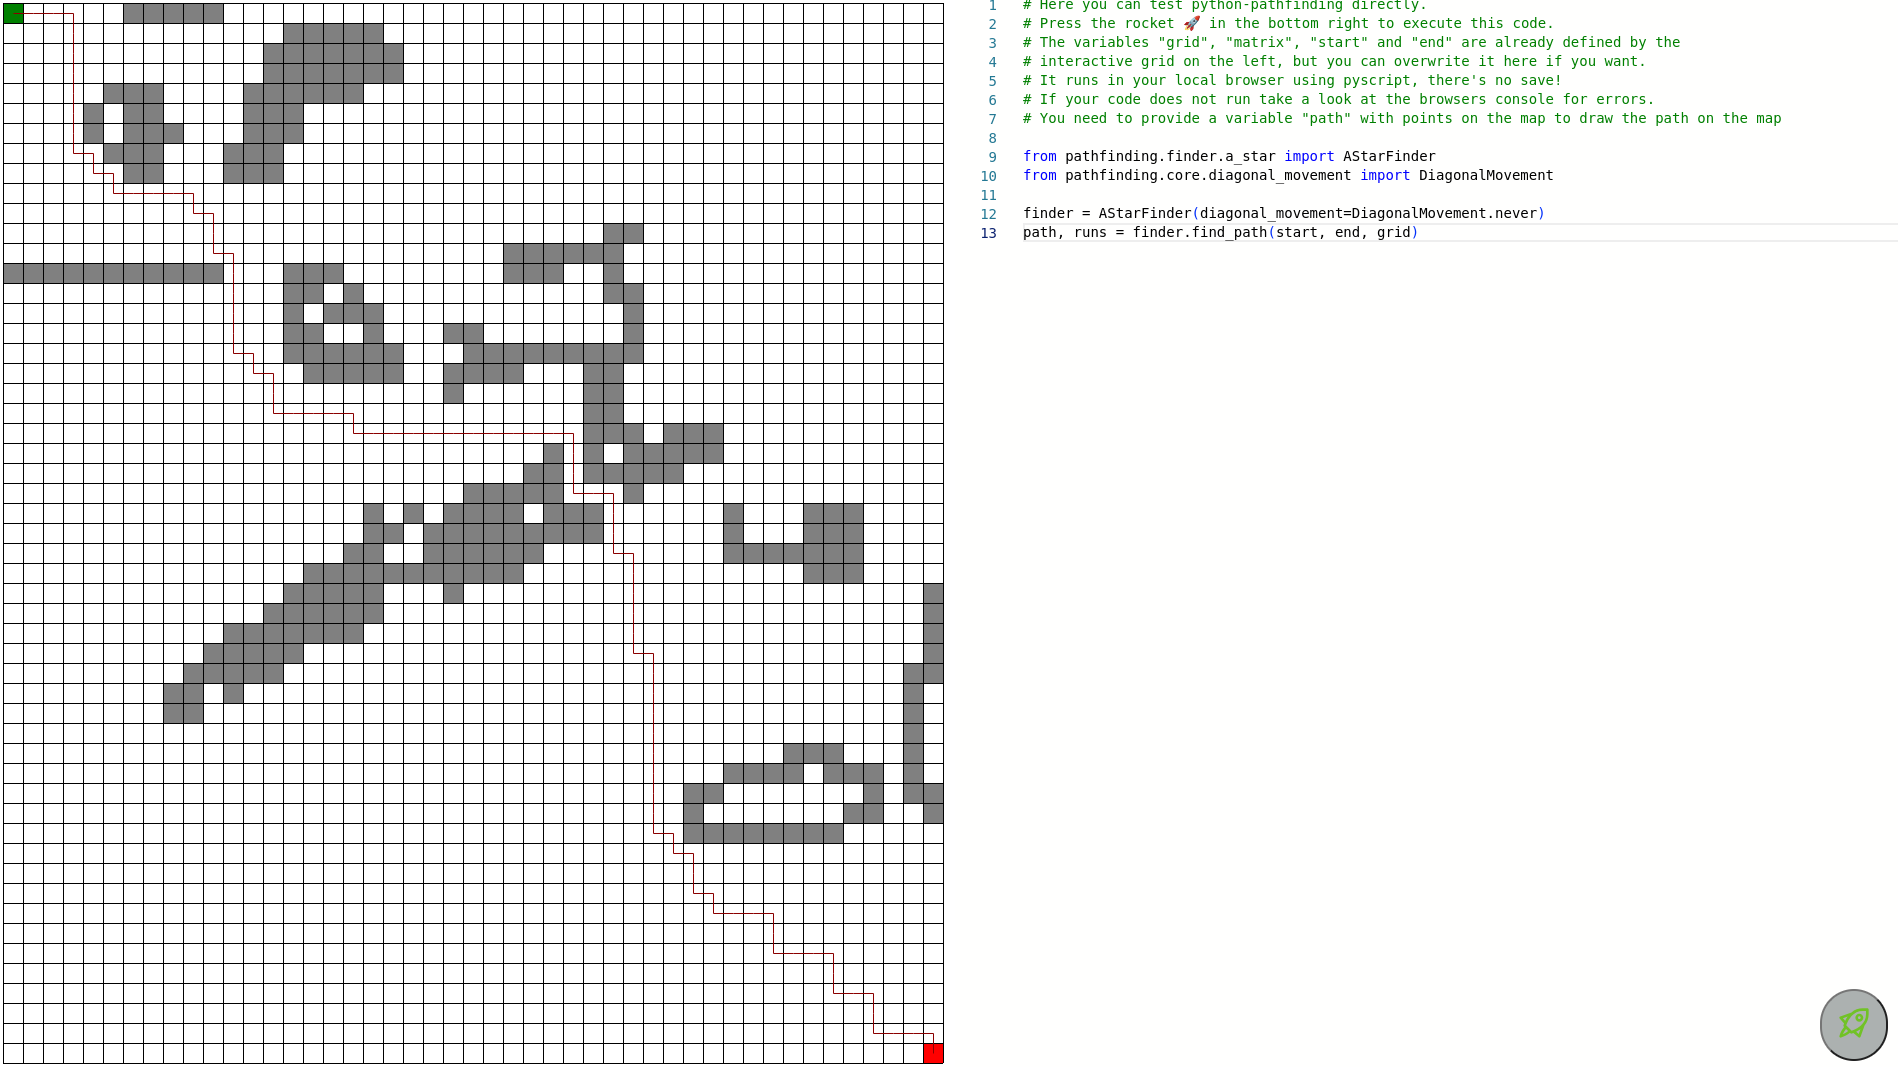 1 # Here you can test python-pathfinding directly.
2 # Press the rocket 🚀 in the bottom right to execute this code.
3 # The variables "grid", "matrix", "start" and "end" are already defined by the
4 # interactive grid on the left, but you can overwrite it here if you want.
5 # It runs in your local browser using pyscript, there's no save!
6 # If your code does not run take a look at the browsers console for errors.
7 # You need to provide a variable "path" with points on the map to draw the path on the map
8
9 from pathfinding.finder.a_star import AStarFinder
10 from pathfinding.core.diagonal_movement import DiagonalMovement
11
12 finder = AStarFinder(diagonal_movement=DiagonalMovement.never)
13 path, runs = finder.find_path(start, end, grid)